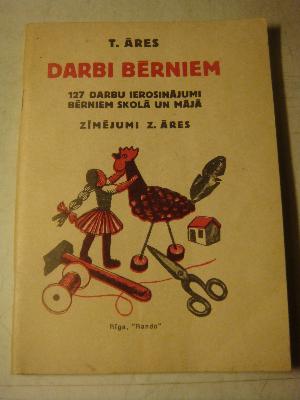 T. ĀRES
DARBI BĒRNIEM
127 DARBU IEROSINĀJUMI
BĒRNIEM SKOLĀ UN MĀJĀ
ZĪMĒJUMI Z. ĀRES
Rīga, "Rando"